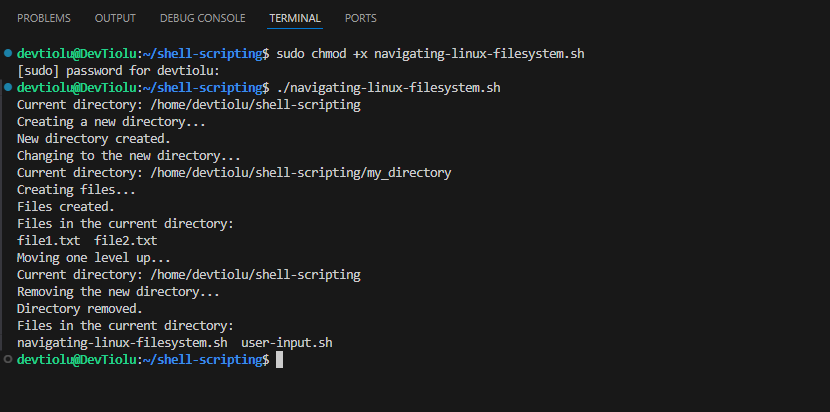 PROBLEMS OUTPUT DEBUG CONSOLE TERMINAL PORTS
devtiolu@DevTiolu:~/shell-scripting$ sudo chmod +x navigating-linux-filesystem.sh
[sudo] password for devtiolu:
devtiolu@DevTiolu:~/shell-scripting$ ./navigating-linux-filesystem.sh
Current directory: /home/devtiolu/shell-scripting
Creating a new directory...
New directory created.
Changing to the new directory...
Current directory: /home/devtiolu/shell-scripting/my_directory
Creating files...
Files created.
Files in the current directory:
file1.txt  file2.txt
Moving one level up...
Current directory: /home/devtiolu/shell-scripting
Removing the new directory...
Directory removed.
Files in the current directory:
navigating-linux-filesystem.sh  user-input.sh
devtiolu@DevTiolu:~/shell-scripting$